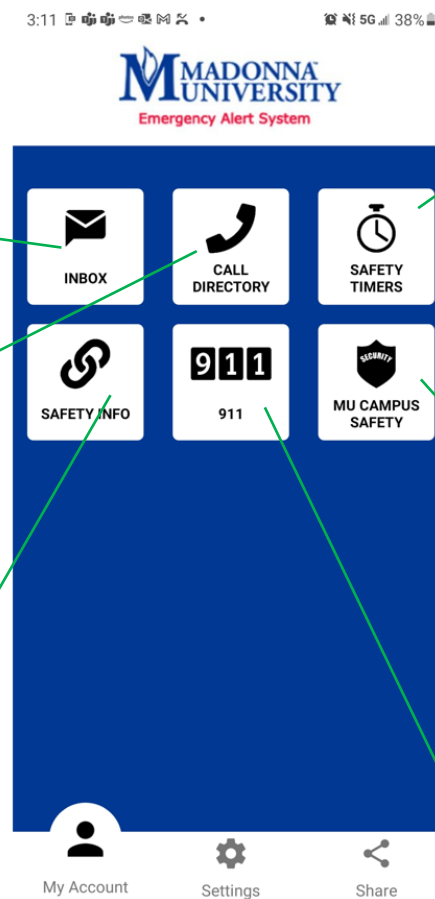 3:11
5G 38%
MADONNA
UNIVERSITY
Emergency Alert System
INBOX
CALL
DIRECTORY
SAFETY
TIMERS
SAFETY INFO
911
911
SECURITY
MU CAMPUS
SAFETY
My Account
Settings
Share